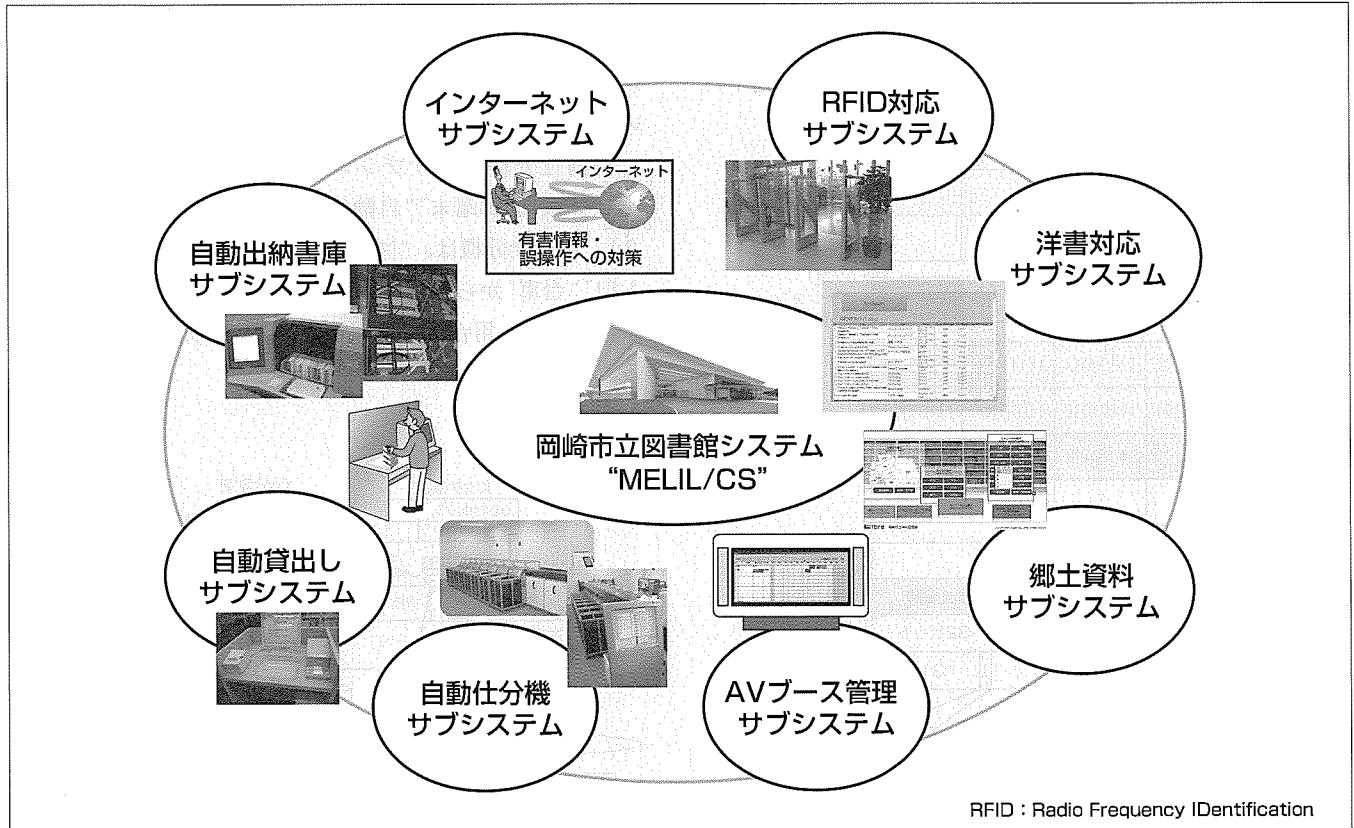 インターネット
サブシステム
RFID対応
サブシステム
インターネット
有害情報・
誤操作への対策
自動出納書庫
サブシステム
洋書対応
サブシステム
岡崎市立図書館システム
“MELIL/CS”
自動貸出し
サブシステム
郷土資料
サブシステム
自動仕分機
サブシステム
AVブース管理
サブシステム
RFID：Radio Frequency IDentification